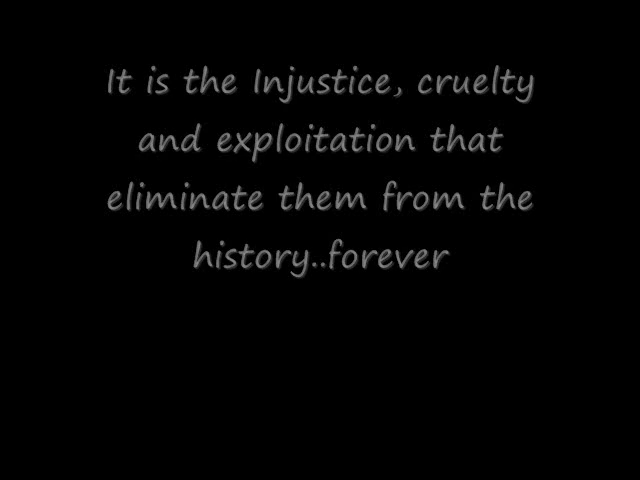 It is the Injustice, cruelty
and exploitation that
eliminate them from the
history..forever